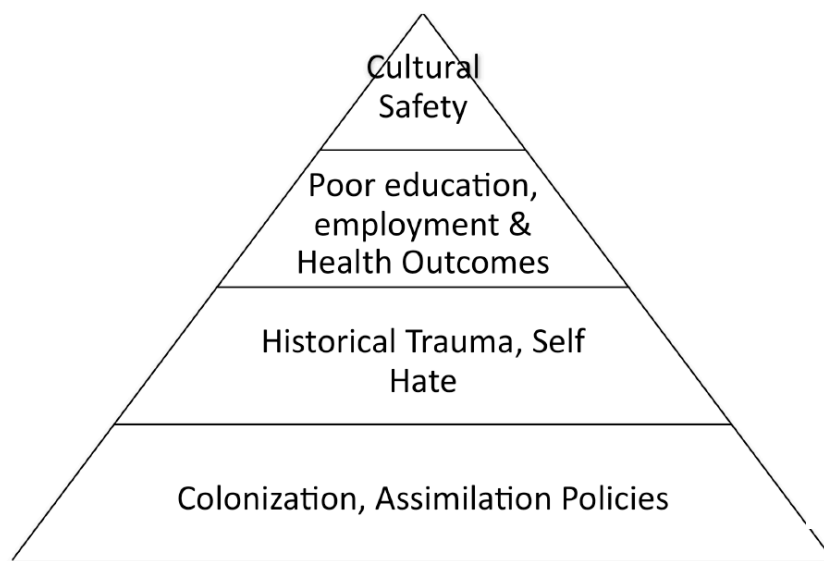 Cultural
Safety
Poor education,
employment &
Health Outcomes
Historical Trauma, Self
Hate
Colonization, Assimilation Policies